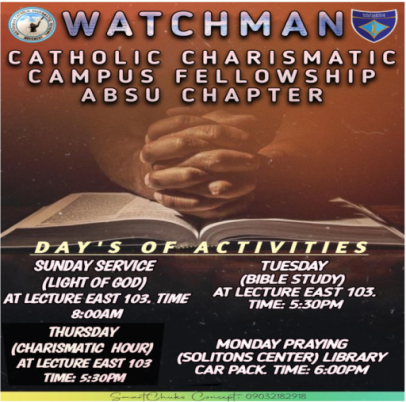 WATCHMAN
CATHOLIC CHARISMATIC
CAMPUS FELLOWSHIP
ABSU CHAPTER
DAY'S OF ACTIVITIES
SUNDAY SERVICE
(LIGHT OF GOD)
AT LECTURE EAST 103. TIME
8:00AM
TUESDAY
(BIBLE STUDY)
AT LECTURE EAST 103.
TIME: 5:30PM
THURSDAY
(CHARISMATIC HOUR)
AT LECTURE EAST 103
TIME: 5:30PM
MONDAY PRAYING
(SOLITONS CENTER) LIBRARY
CAR PACK. TIME: 6:00PM
SmartChuks Concept: 09032182918